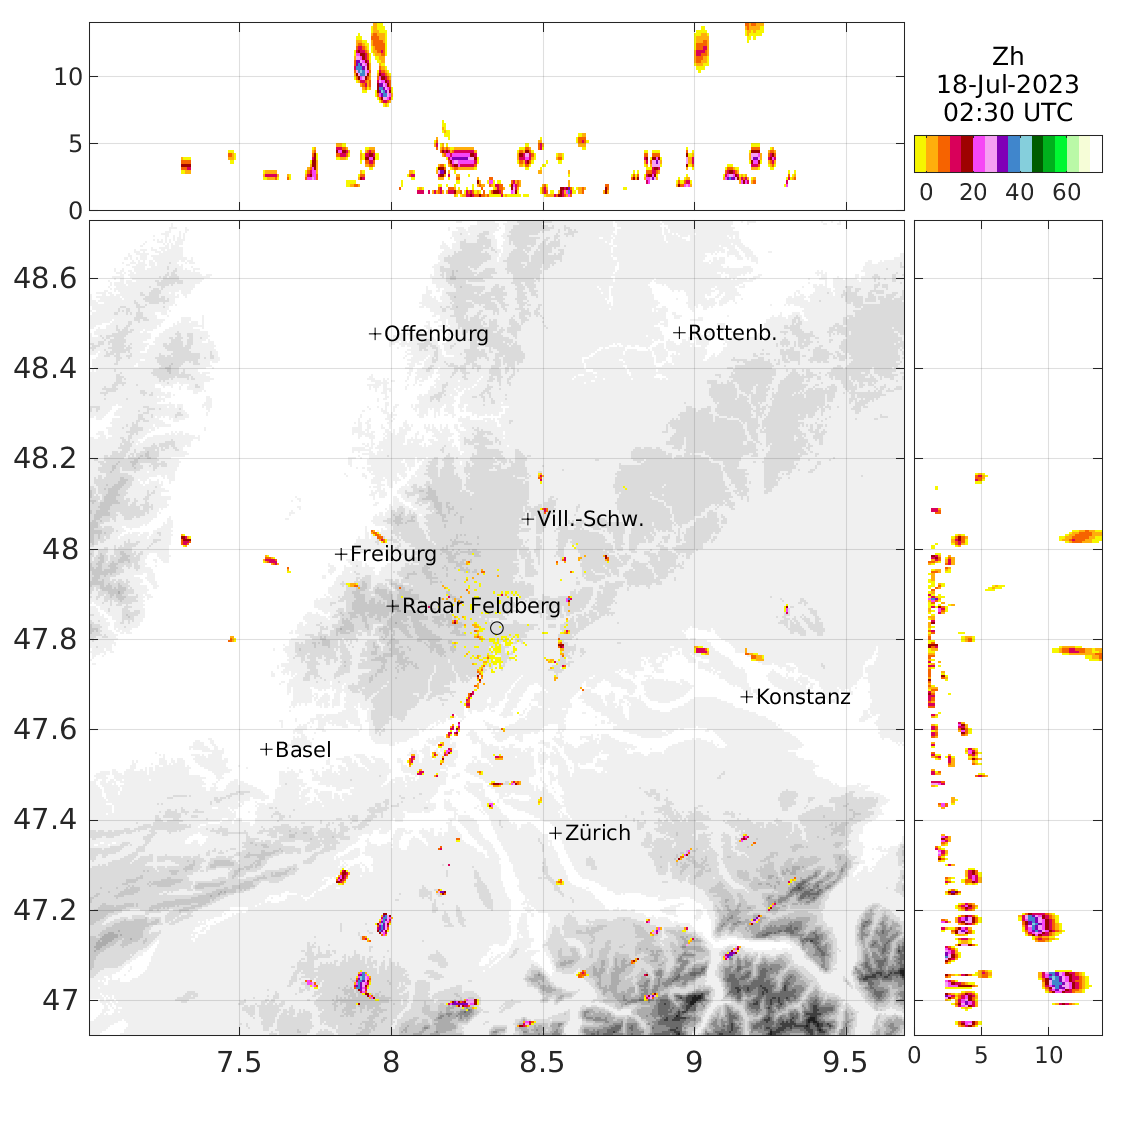 10
5
0
Zh
18-Jul-2023
02:30 UTC
0 20 40 60
48.6
48.4
48.2
48
47.8
47.6
47.4
47.2
47
+Offenburg
+Rottenb.
+Vill.-Schw.
+Freiburg
+Radar Feldberg
+Konstanz
+Basel
+Zürich
7.5 8 8.5 9 9.5
0 5 10